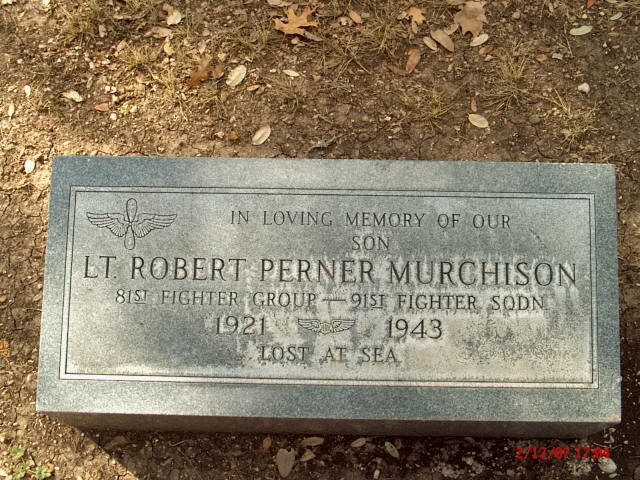 IN LOVING MEMORY OF OUR
SON
LT. ROBERT PERNER MURCHISON
81ST FIGHTER GROUP — 91ST FIGHTER SQDN
1921 1943
LOST AT SEA